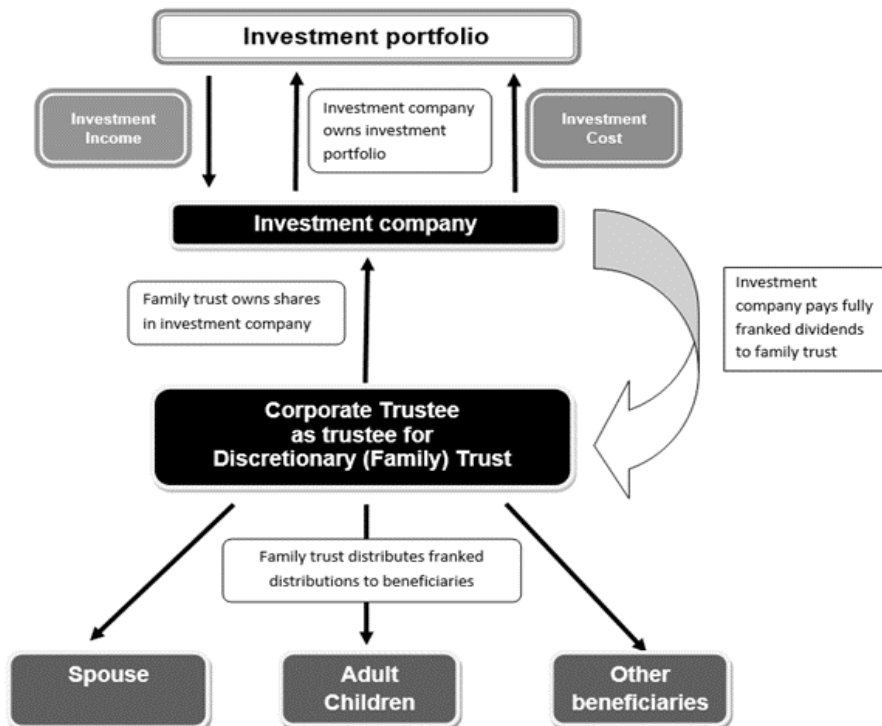 Investment portfolio
Investment
Income
Investment company
owns investment
portfolio
Investment
Cost
Investment company
Family trust owns shares
in investment company
Investment
company pays fully
franked dividends
to family trust
Corporate Trustee
as trustee for
Discretionary (Family) Trust
Family trust distributes franked
distributions to beneficiaries
Spouse
Adult
Children
Other
beneficiaries